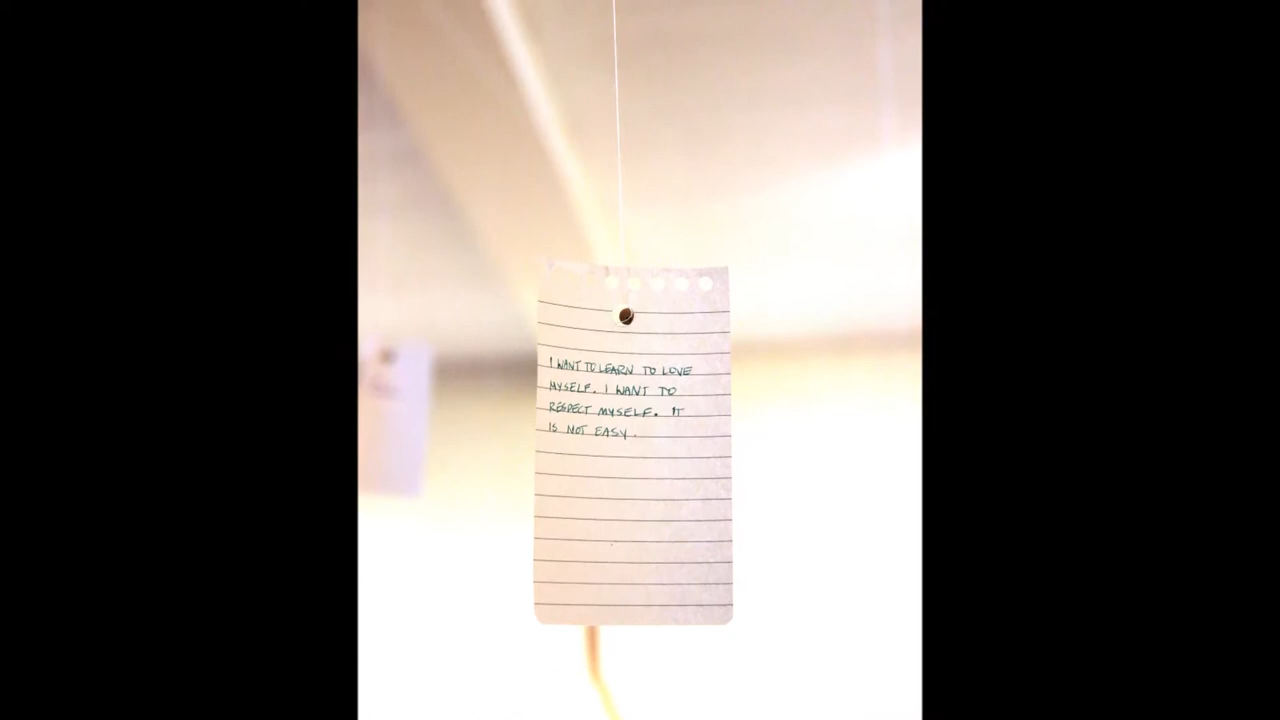 I WANT TO LEARN TO LOVE
MYSELF. I WANT TO
RESPECT MYSELF. IT
IS NOT EASY.